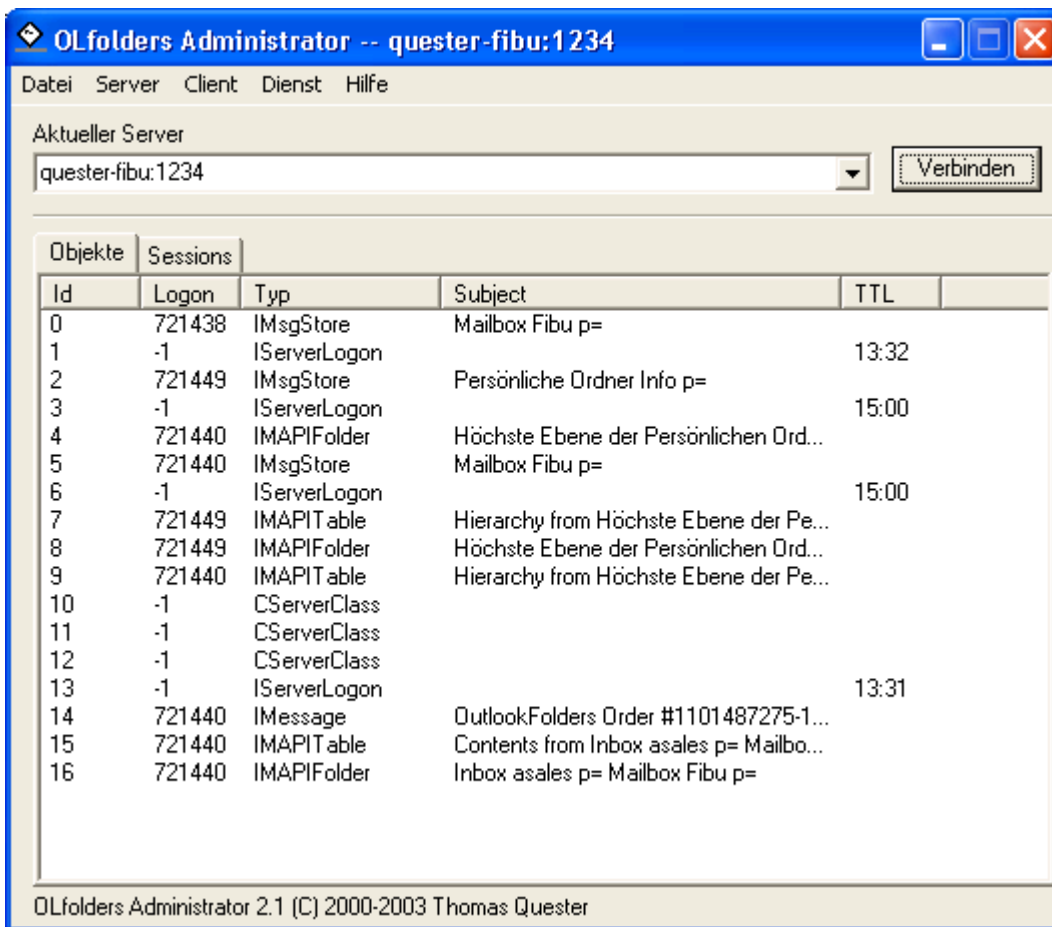 OLfolders Administrator -- quester-fibu:1234
Datei Server Client Dienst Hilfe
Aktueller Server
quester-fibu:1234 Verbinden
Objekte Sessions
Id Logon Typ Subject TTL
0 721438 IMsgStore Mailbox Fibu p=
1 -1 IServerLogon 13:32
2 721449 IMsgStore Persönliche Ordner Info p=
3 -1 IServerLogon 15:00
4 721440 IMAPIFolder Höchste Ebene der Persönlichen Ord...
5 721440 IMsgStore Mailbox Fibu p=
6 -1 IServerLogon 15:00
7 721449 IMAPITable Hierarchy from Höchste Ebene der Pe...
8 721449 IMAPIFolder Höchste Ebene der Persönlichen Ord...
9 721440 IMAPITable Hierarchy from Höchste Ebene der Pe...
10 -1 CServerClass
11 -1 CServerClass
12 -1 CServerClass
13 -1 IServerLogon 13:31
14 721440 IMessage OutlookFolders Order #1101487275-1...
15 721440 IMAPITable Contents from Inbox asales p= Mailbo...
16 721440 IMAPIFolder Inbox asales p= Mailbox Fibu p=
OLfolders Administrator 2.1 (C) 2000-2003 Thomas Quester